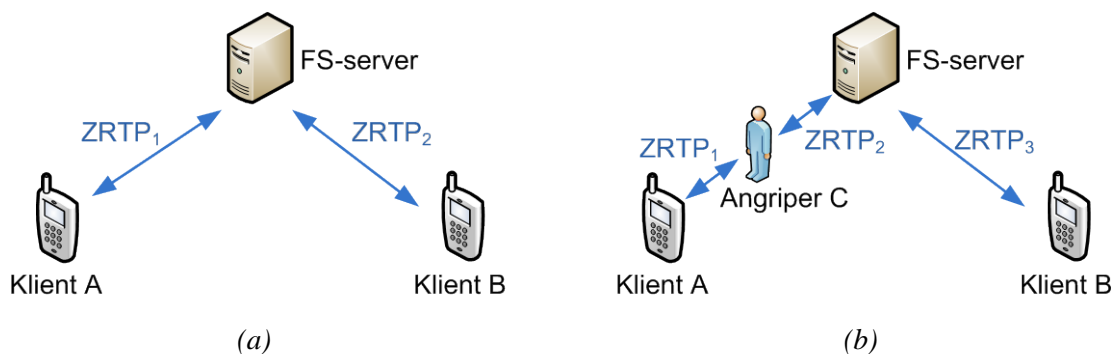 FS-server
ZRTP₁
ZRTP₂
Klient A
Klient B
(a)
FS-server
ZRTP₁
ZRTP₂
ZRTP₃
Angriper C
Klient A
Klient B
(b)